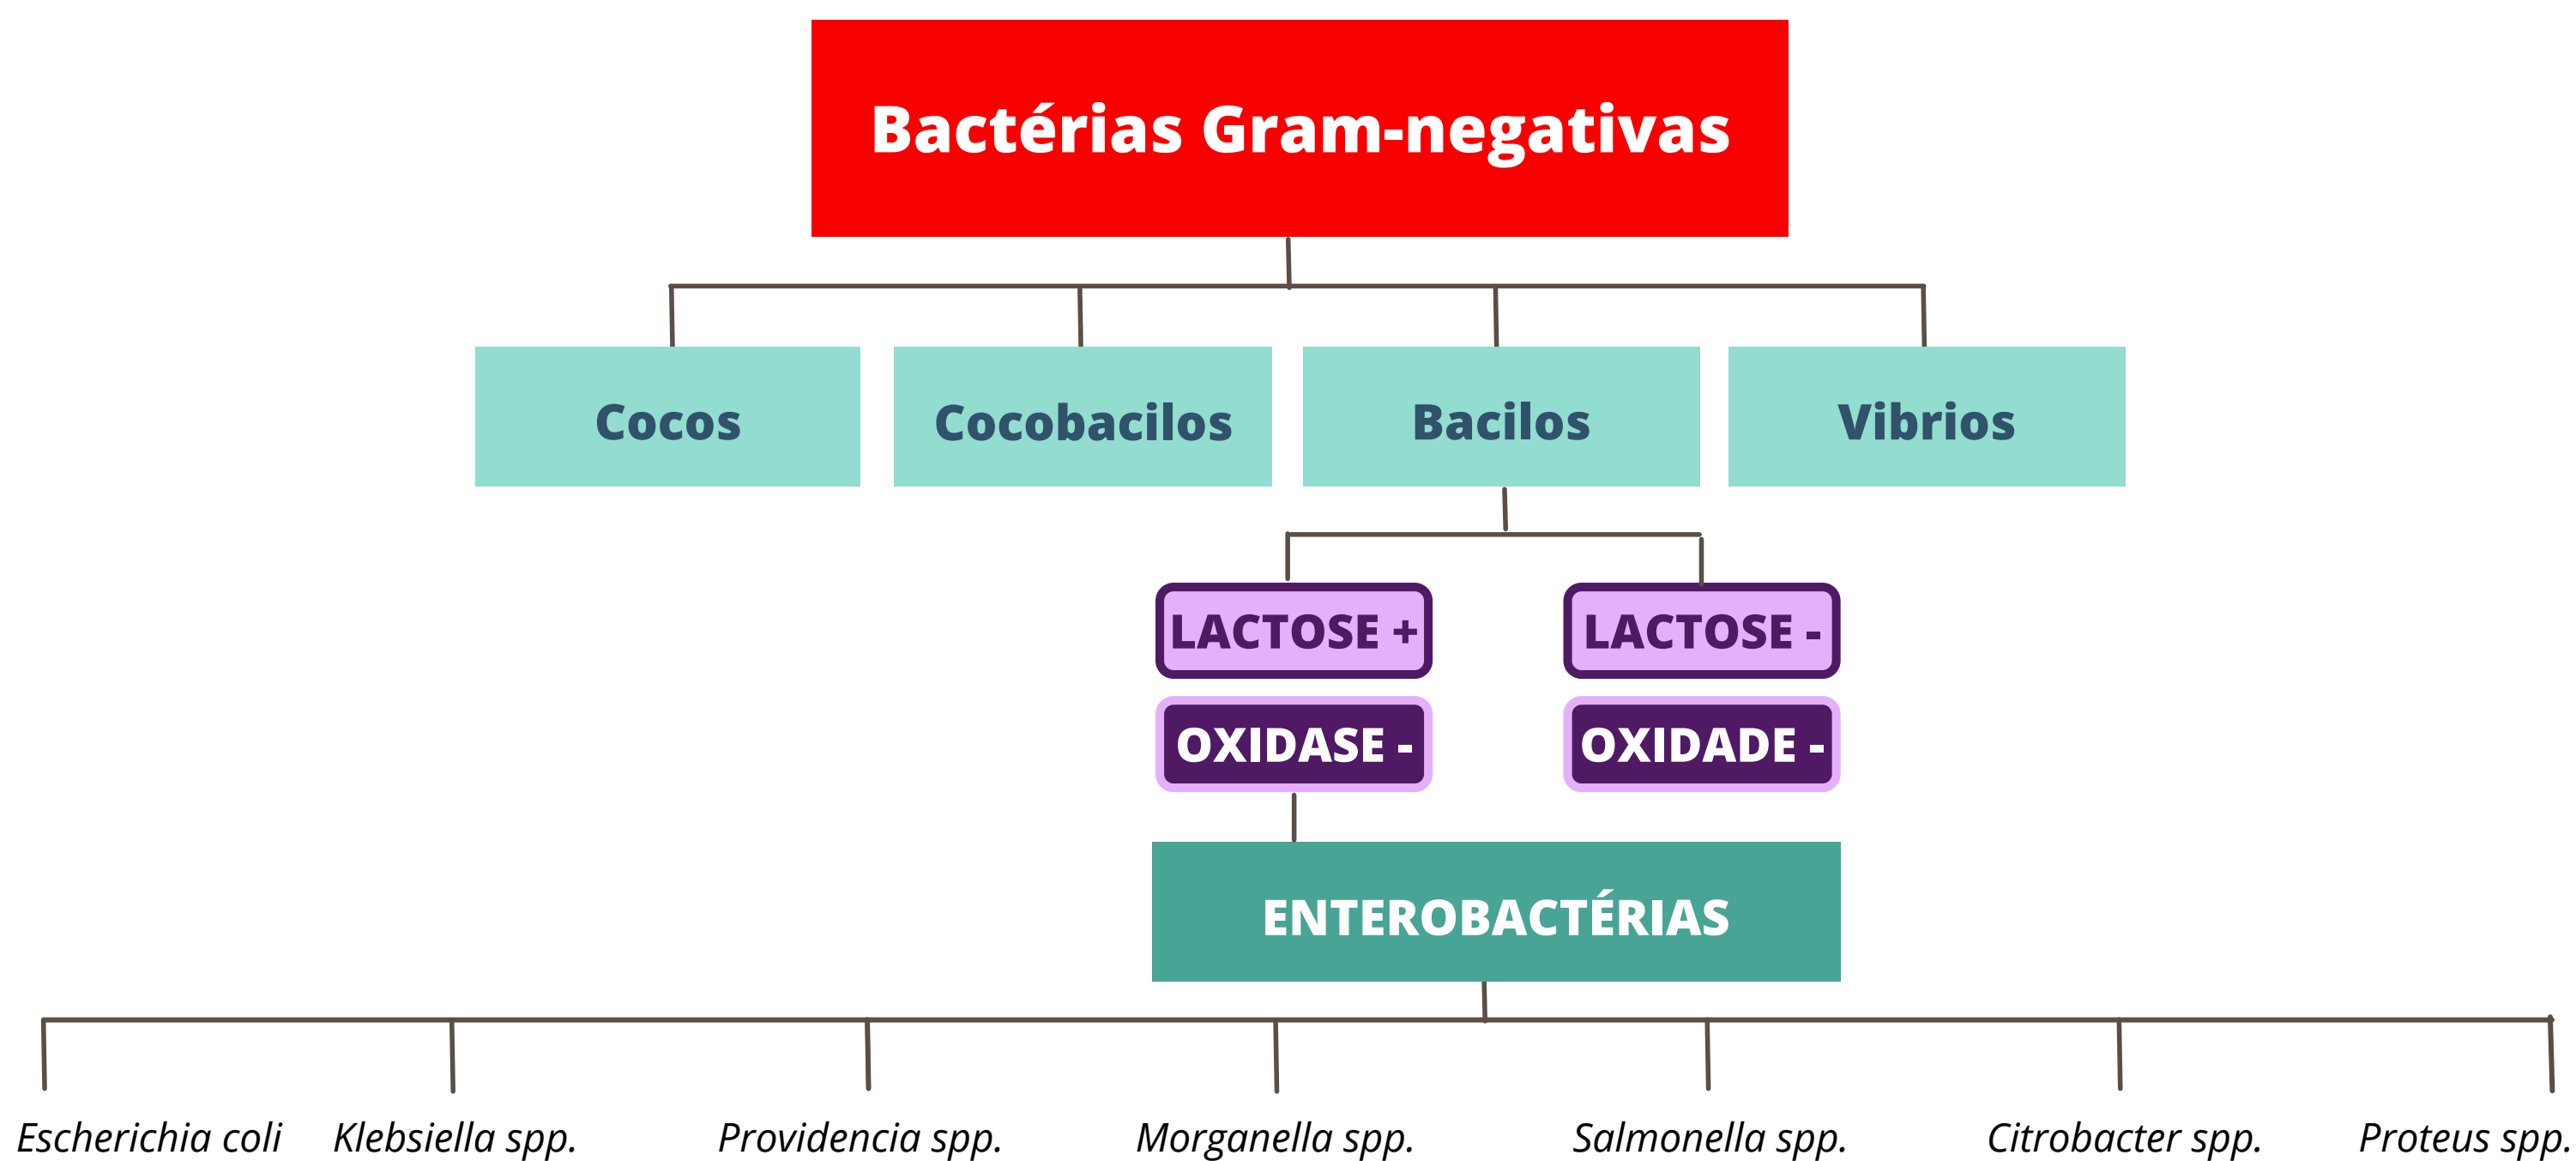 Bactérias Gram-negativas
Cocos
Cocobacilos
Bacilos
Vibrios
LACTOSE +
LACTOSE -
OXIDASE -
OXIDADE -
ENTEROBACTÉRIAS
Escherichia coli
Klebsiella spp.
Providencia spp.
Morganella spp.
Salmonella spp.
Citrobacter spp.
Proteus spp.